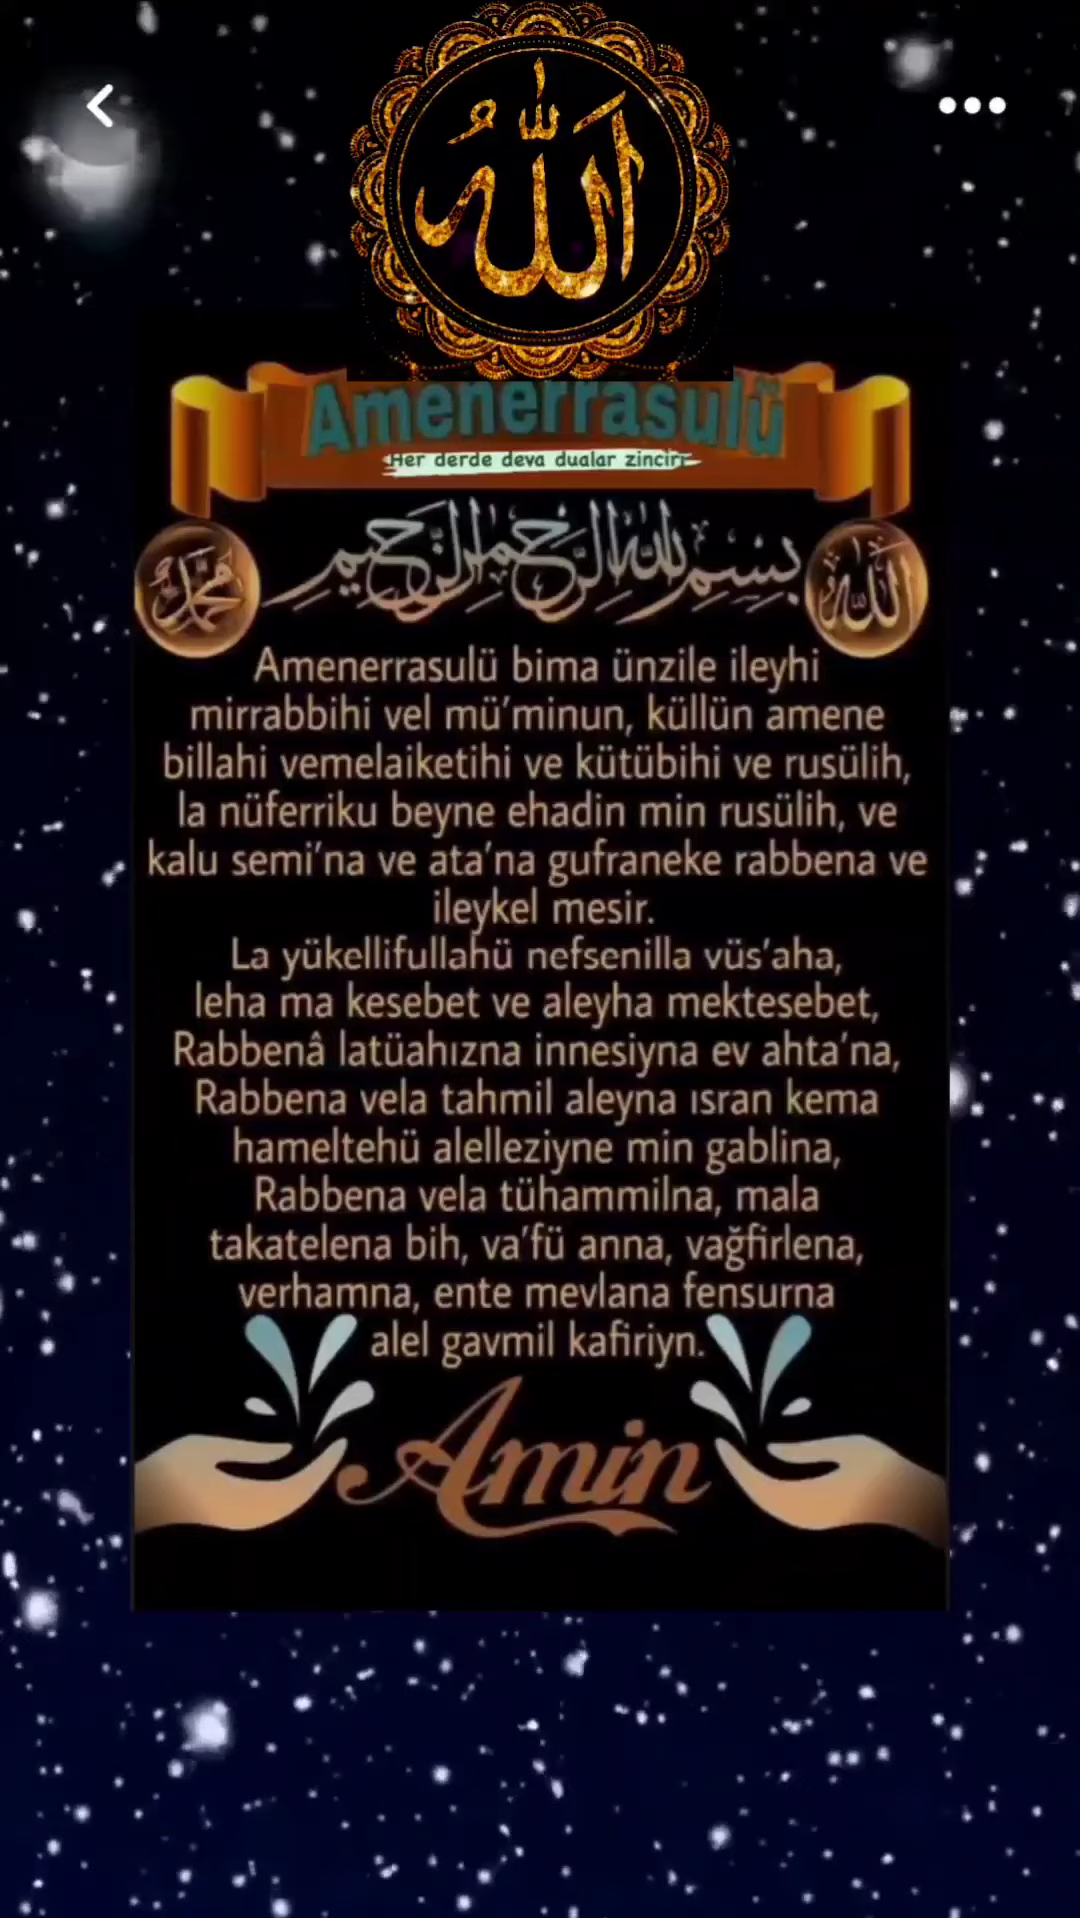 الله
Amenerrasulü
Her derde deva dualar zinciri
بِسْمِ اللهِ الرَّحْمٰنِ الرَّحِيمِ
محمد
الله
Amenerrasulü bima ünzile ileyhi
mirrabbihi vel mü’minun, küllün amene
billahi vemelaiketihi ve kütübihi ve rusülih,
la nüferriku beyne ehadin min rusülih, ve
kalu semi’na ve ata’na gufraneke rabbena ve
ileykel mesir.
La yükellifullahü nefsenilla vüs’aha,
leha ma kesebet ve aleyha mektesebet,
Rabbenâ latüahızna innesiyna ev ahta’na,
Rabbena vela tahmil aleyna ısran kema
hameltehü alelleziyne min gablina,
Rabbena vela tühammilna, mala
takatelena bih, va’fü anna, vağfirlena,
verhamna, ente mevlana fensurna
alel gavmil kafiriyn.
Amin